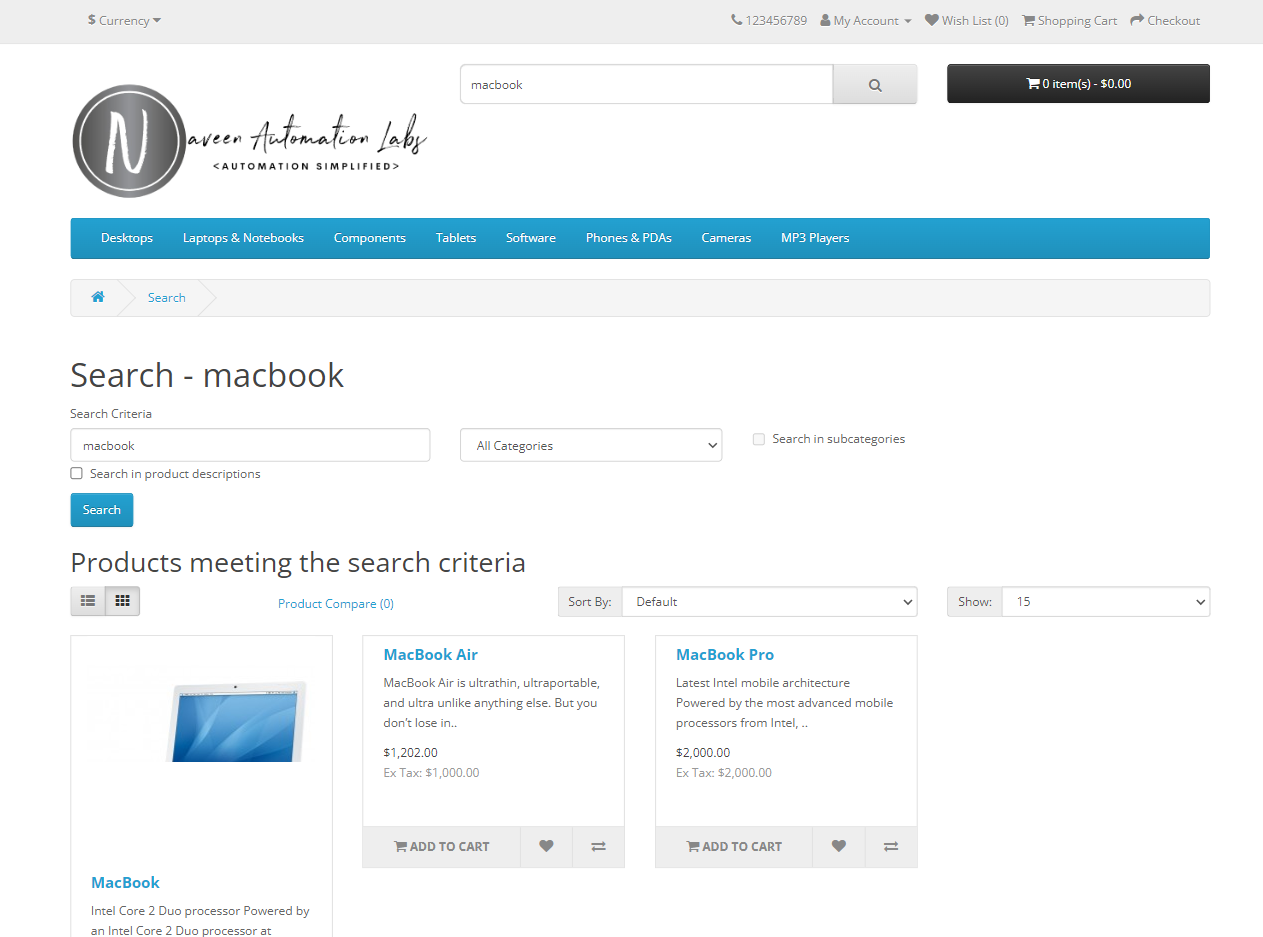 $ Currency
123456789 My Account Wish List (0) Shopping Cart Checkout
macbook
0 item(s) - $0.00
N
aveen Automation Labs
<AUTOMATION SIMPLIFIED>
Desktops Laptops & Notebooks Components Tablets Software Phones & PDAs Cameras MP3 Players
Search
Search - macbook
Search Criteria
macbook
All Categories
Search in subcategories
Search in product descriptions
Search
Products meeting the search criteria
Product Compare (0)
Sort By: Default
Show: 15
MacBook
Intel Core 2 Duo processor Powered by
an Intel Core 2 Duo processor at
MacBook Air
MacBook Air is ultrathin, ultraportable,
and ultra unlike anything else. But you
don’t lose in..
$1,202.00
Ex Tax: $1,000.00
ADD TO CART
MacBook Pro
Latest Intel mobile architecture
Powered by the most advanced mobile
processors from Intel, ..
$2,000.00
Ex Tax: $2,000.00
ADD TO CART